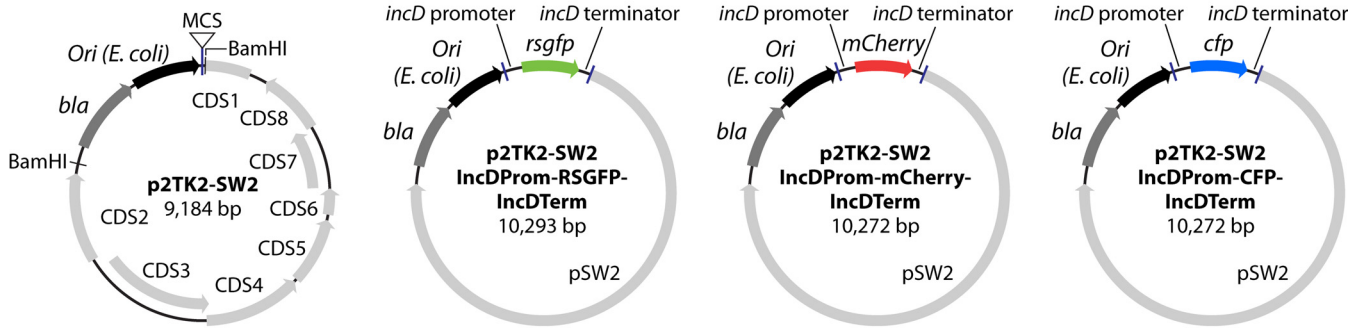 MCS
Ori (E. coli)
BamHI
bla
CDS1
CDS8
BamHI
CDS7
p2TK2-SW2
9,184 bp
CDS2
CDS6
CDS5
CDS3
CDS4
incD promoter
incD terminator
Ori
(E. coli)
rsgfp
bla
p2TK2-SW2
IncDProm-RSGFP-
IncDTerm
10,293 bp
pSW2
incD promoter
incD terminator
Ori
(E. coli)
mCherry
bla
p2TK2-SW2
IncDProm-mCherry-
IncDTerm
10,272 bp
pSW2
incD promoter
incD terminator
Ori
(E. coli)
cfp
bla
p2TK2-SW2
IncDProm-CFP-
IncDTerm
10,272 bp
pSW2